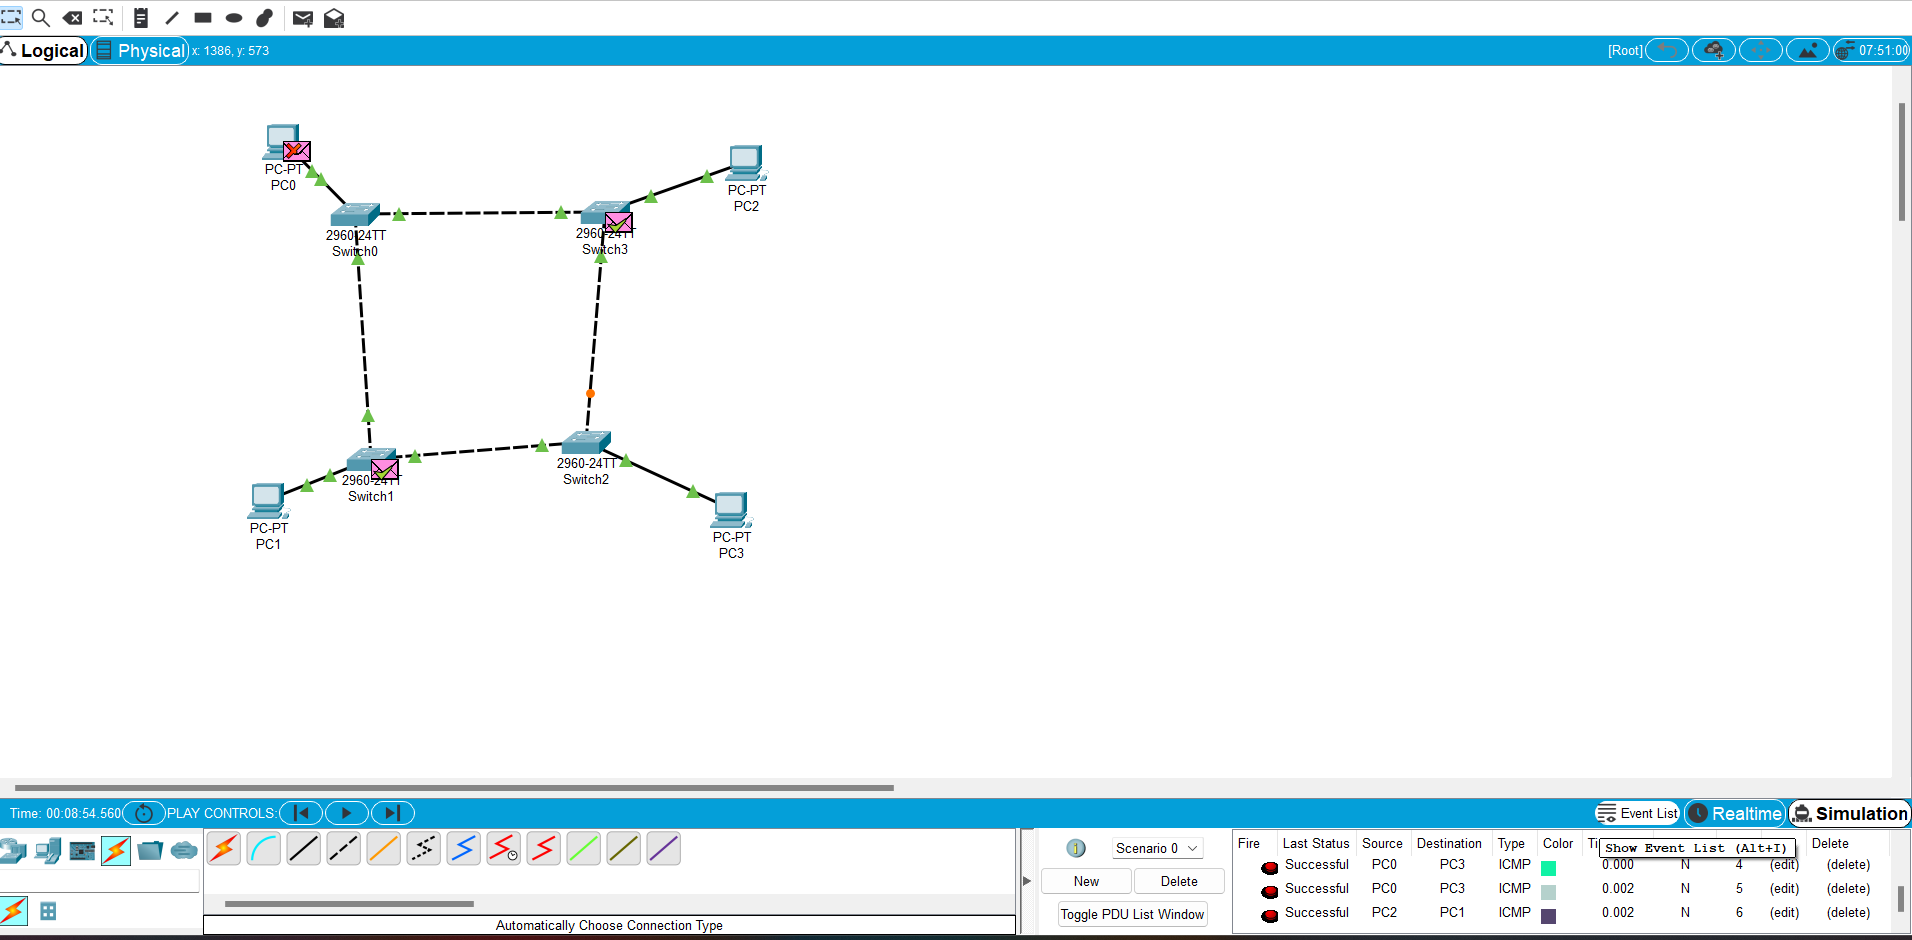 Logical Physical x: 1386, y: 573 [Root] 07:51:00
PC-PT
PC0
PC-PT
PC2
2960-24TT
Switch0
2960-24TT
Switch3
2960-24TT
Switch1
2960-24TT
Switch2
PC-PT
PC1
PC-PT
PC3
Time: 00:08:54.560 PLAY CONTROLS: Event List Realtime Simulation
Scenario 0
New Delete
Toggle PDU List Window
Automatically Choose Connection Type
Fire Last Status Source Destination Type Color Delete
Show Event List (Alt+I)
Successful PC0 PC3 ICMP 0.000 N 4 (edit) (delete)
Successful PC0 PC3 ICMP 0.002 N 5 (edit) (delete)
Successful PC2 PC1 ICMP 0.002 N 6 (edit) (delete)